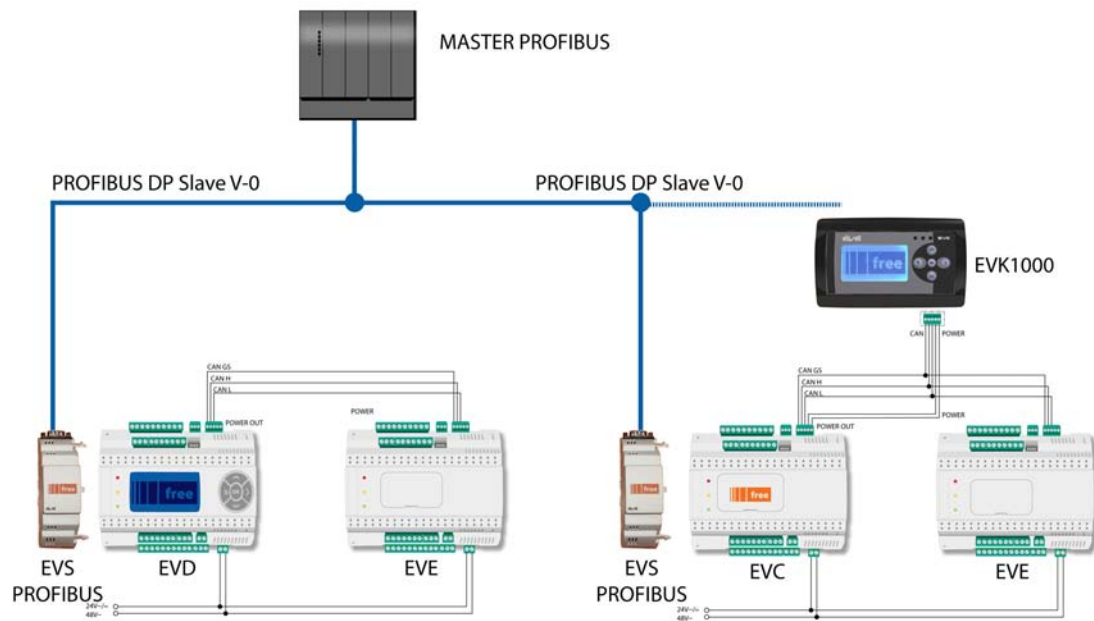 MASTER PROFIBUS
PROFIBUS DP Slave V-0
PROFIBUS DP Slave V-0
free
EVK1000
CAN
POWER
CAN GS
CAN H
CAN L
POWER OUT
POWER
CAN GS
CAN H
CAN L
POWER OUT
POWER
free
free
free
free
EVS
PROFIBUS
EVD
EVE
EVS
PROFIBUS
EVC
EVE
24V~/⎓
48V⎓
24V~/⎓
48V⎓